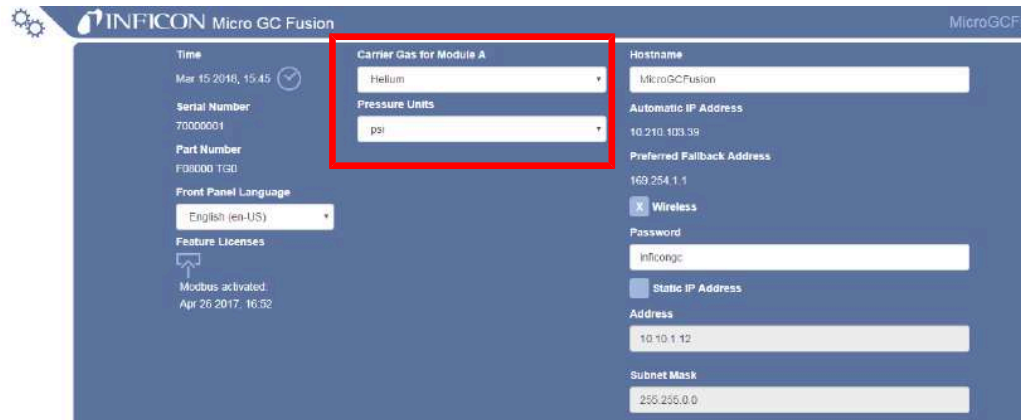 INFICON Micro GC Fusion
MicroGCF
Time
Mar 15 2018, 15:45
Serial Number
70000001
Part Number
F08000 TG0
Front Panel Language
English (en-US)
Feature Licenses
Modbus activated:
Apr 26 2017, 16:52
Carrier Gas for Module A
Helium
Pressure Units
psi
Hostname
MicroGCFusion
Automatic IP Address
10.210.103.39
Preferred Fallback Address
169.254.1.1
X Wireless
Password
inficongc
Static IP Address
Address
10.10.1.12
Subnet Mask
255.255.0.0